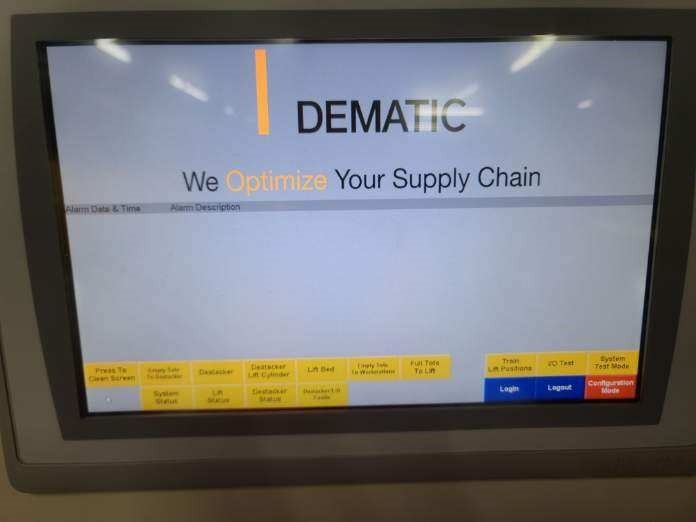 DEMATIC
We Optimize Your Supply Chain
Alarm Date & Time Alarm Description
Press To
Clean Screen
Empty Tote
To Destacker
Destacker
Destacker
Lift Cylinder
Lift Bed
Empty Tote
To Workstations
Full Tote
To Lift
Train
Lift Positions
I/O Test
System
Test Mode
System
Status
Lift
Status
Destacker
Status
Destacker/Lift
Faults
Login
Logout
Configuration
Mode